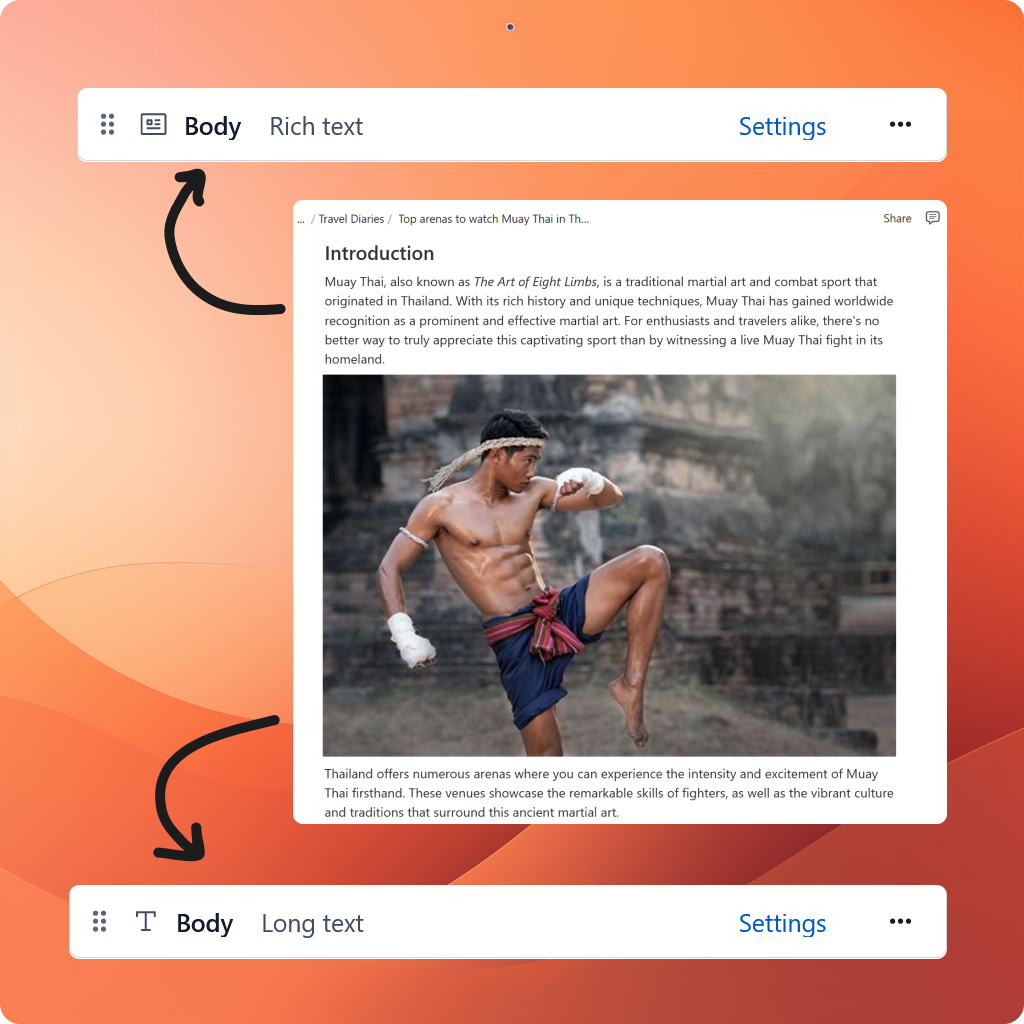 Body Rich text Settings
... / Travel Diaries / Top arenas to watch Muay Thai in Th... Share
Introduction
Muay Thai, also known as The Art of Eight Limbs, is a traditional martial art and combat sport that
originated in Thailand. With its rich history and unique techniques, Muay Thai has gained worldwide
recognition as a prominent and effective martial art. For enthusiasts and travelers alike, there's no
better way to truly appreciate this captivating sport than by witnessing a live Muay Thai fight in its
homeland.
Thailand offers numerous arenas where you can experience the intensity and excitement of Muay
Thai firsthand. These venues showcase the remarkable skills of fighters, as well as the vibrant culture
and traditions that surround this ancient martial art.
Body Long text Settings